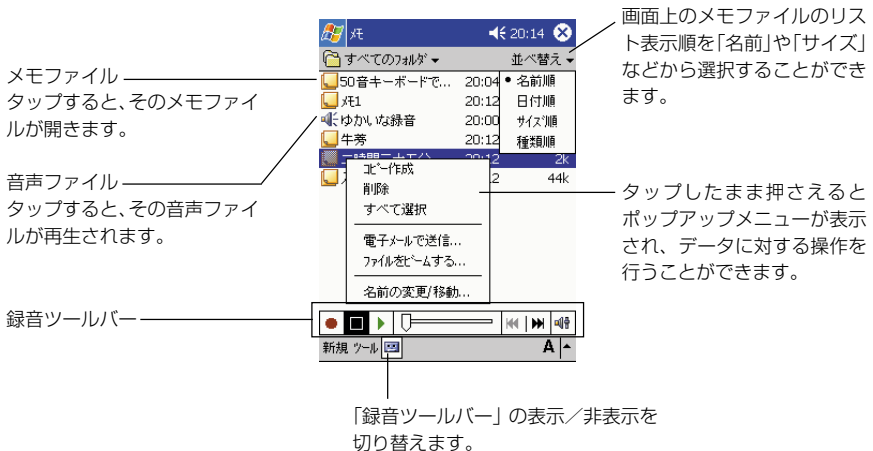 メモファイル
タップすると、そのメモファイ
ルが開きます。
音声ファイル
タップすると、その音声ファイ
ルが再生されます。
録音ツールバー
メモ
20:14
すべてのフォルダ
並べ替え
50音キーボードで... 20:04
メモ1 20:12
ゆかいな録音 20:00
牛蒡 20:12
20:12 2k
44k
名前順
日付順
サイズ順
種類順
コピー作成
削除
すべて選択
電子メールで送信...
ファイルをビームする...
名前の変更/移動...
新規 ツール
A
画面上のメモファイルのリス
ト表示順を「名前」や「サイズ」
などから選択することができ
ます。
タップしたまま押さえると
ポップアップメニューが表示
され、データに対する操作を
行うことができます。
「録音ツールバー」の表示／非表示を
切り替えます。